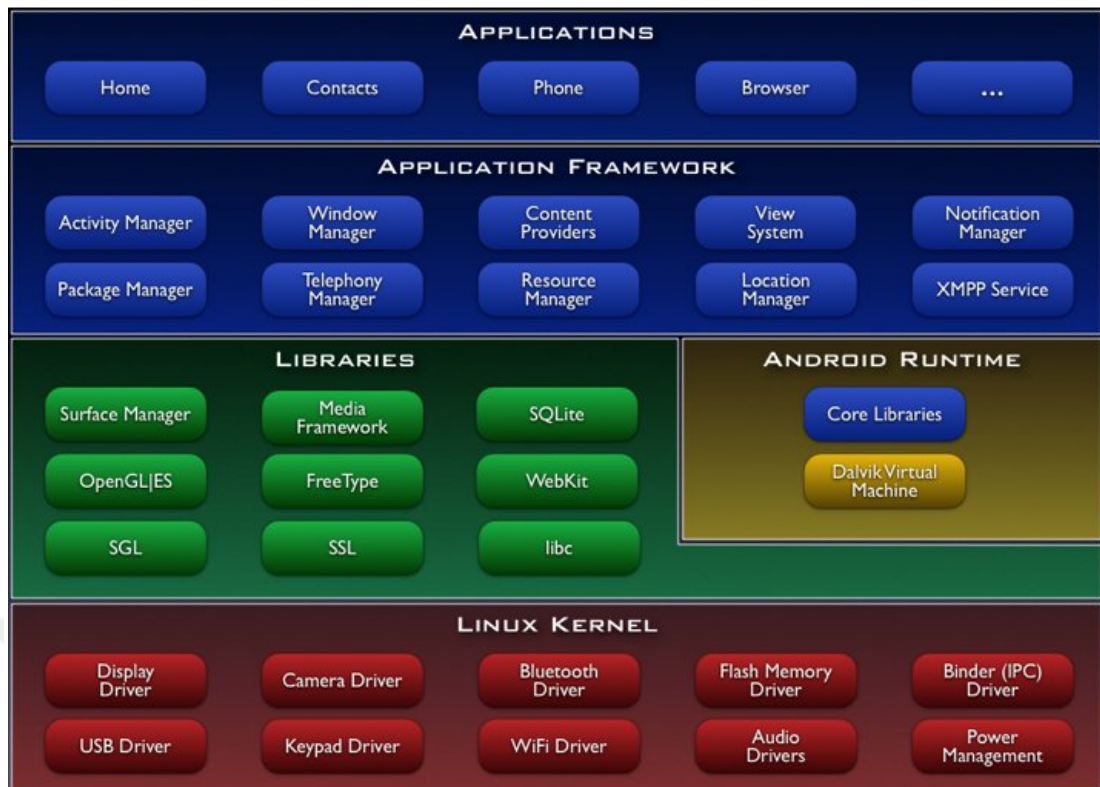 APPLICATIONS
Home
Contacts
Phone
Browser
...
APPLICATION FRAMEWORK
Activity Manager
Window
Manager
Content
Providers
View
System
Notification
Manager
Package Manager
Telephony
Manager
Resource
Manager
Location
Manager
XMPP Service
LIBRARIES
Surface Manager
Media
Framework
SQLite
OpenGL|ES
FreeType
WebKit
SGL
SSL
libc
ANDROID RUNTIME
Core Libraries
Dalvik Virtual
Machine
LINUX KERNEL
Display
Driver
Camera Driver
Bluetooth
Driver
Flash Memory
Driver
Binder (IPC)
Driver
USB Driver
Keypad Driver
WiFi Driver
Audio
Drivers
Power
Management